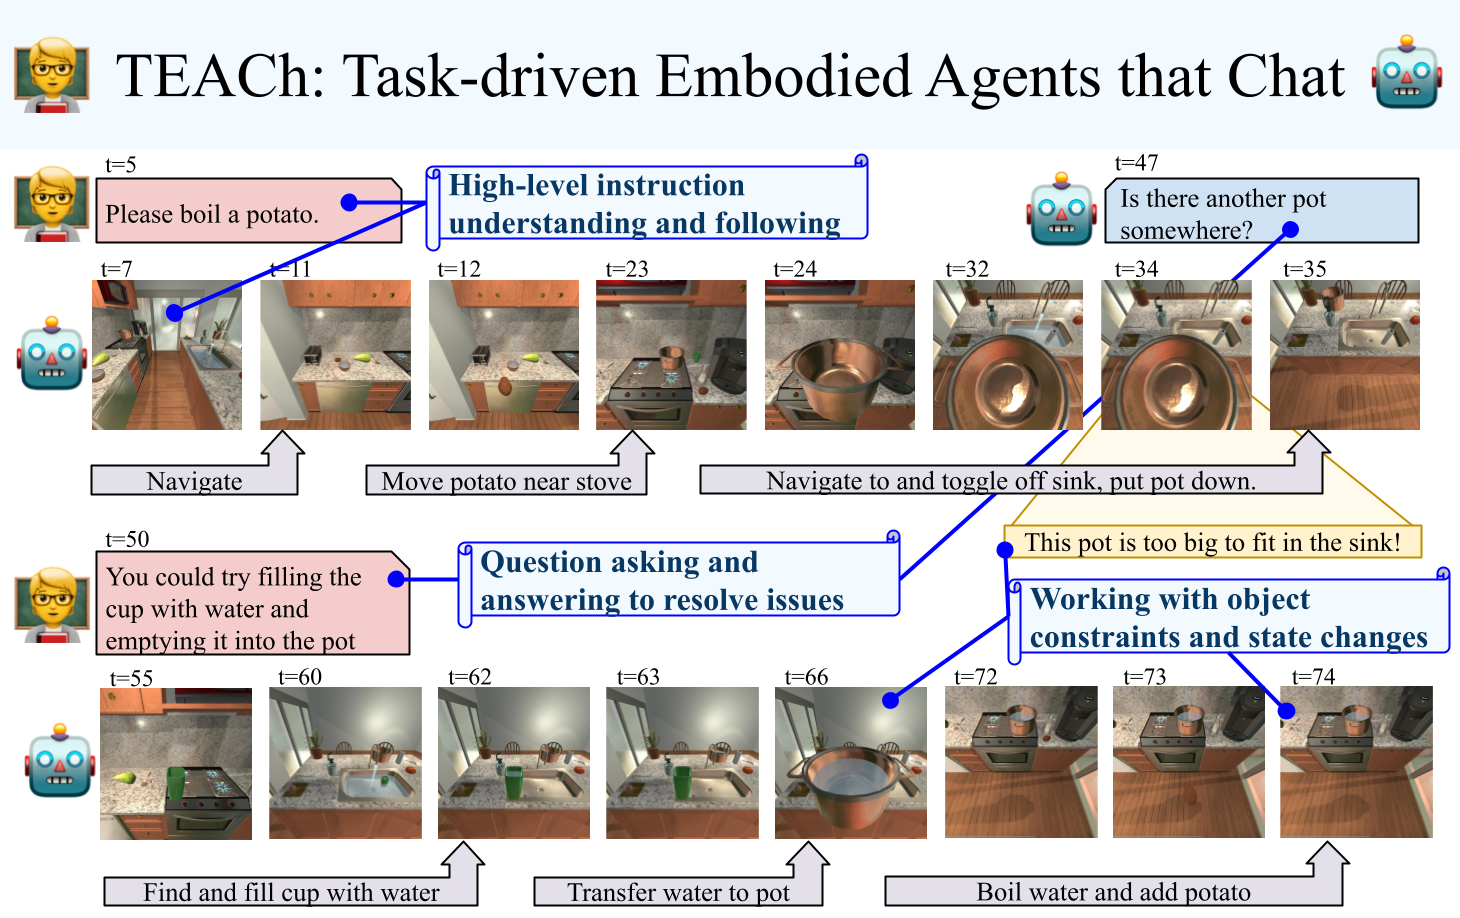 TEACh: Task-driven Embodied Agents that Chat
t=5
Please boil a potato.
High-level instruction
understanding and following
t=47
Is there another pot
somewhere?
t=7
t=11
t=12
t=23
t=24
t=32
t=34
t=35
Navigate
Move potato near stove
Navigate to and toggle off sink, put pot down.
This pot is too big to fit in the sink!
t=50
You could try filling the
cup with water and
emptying it into the pot
Question asking and
answering to resolve issues
Working with object
constraints and state changes
t=55
t=60
t=62
t=63
t=66
t=72
t=73
t=74
Find and fill cup with water
Transfer water to pot
Boil water and add potato